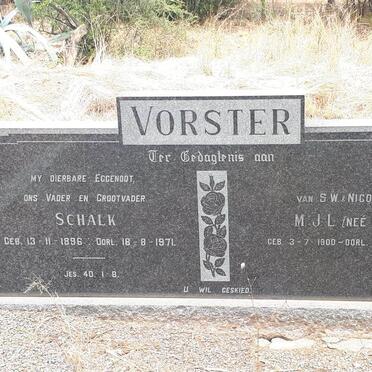 VORSTER
Ter Gedagtenis aan
MY DIERBARE EGGENOOT,
ONS VADER EN GROOTVADER
SCHALK
GEB. 13-11-1896 OORL. 18-8-1971.
JES. 40.1-8.
VAN S.W. & NICO
M.J.L. (NEÉ
GEB. 3-7-1900-OORL.
U WIL GESKIED.